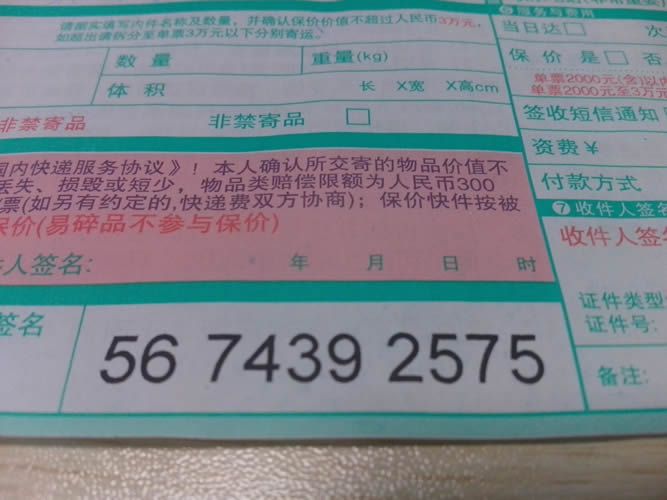 请据实填写内件名称及数量，并确认保价价值不超过人民币3万元，
如超出请拆分至单票3万元以下分别寄运。
数量
重量(kg)
体积
长 X宽 X高cm
非禁寄品
非禁寄品
国内快递服务协议》！本人确认所交寄的物品价值不
丢失、损毁或短少，物品类赔偿限额为人民币300
票(如另有约定的,快递费双方协商)；保价快件按被
保价(易碎品不参与保价)
件人签名:
年 月 日 时
签名
56 7439 2575
6 服务与费用
当日达 次
保价 是 否
单票2000元(含)以内
单票2000元至3万元
签收短信通知
资费￥
付款方式
7 收件人签名
收件人签名
证件类型
证件号:
备注: